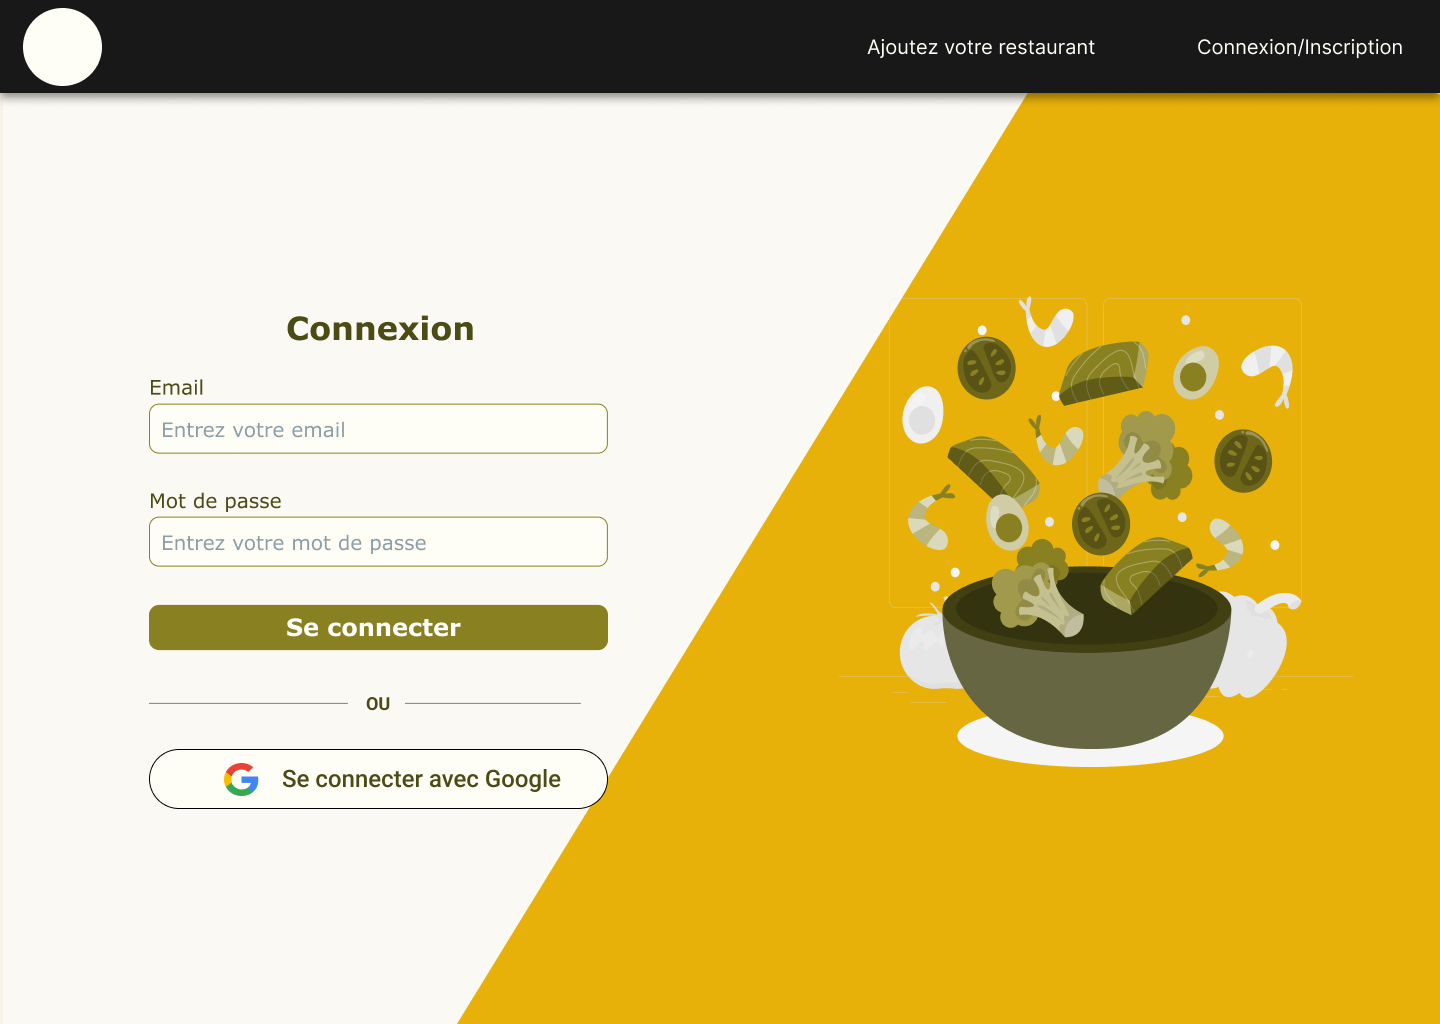 Ajoutez votre restaurant
Connexion/Inscription
Connexion
Email
Entrez votre email
Mot de passe
Entrez votre mot de passe
Se connecter
OU
Se connecter avec Google